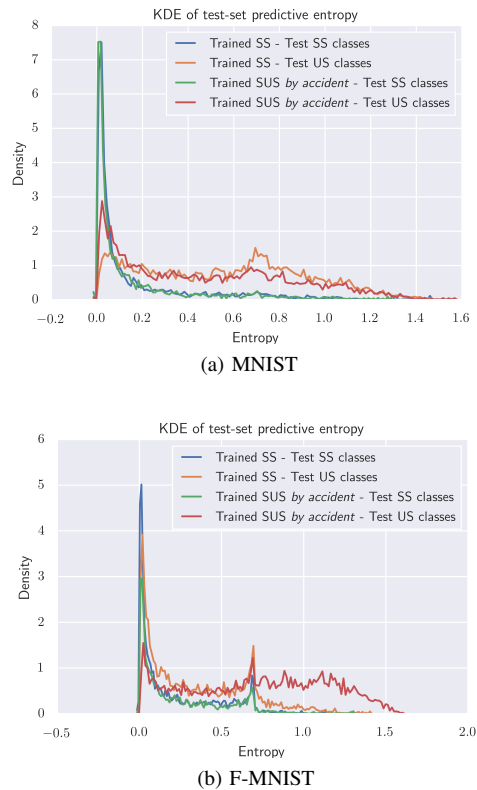 KDE of test-set predictive entropy
8
7
6
5
4
3
2
1
0
Density
Trained SS - Test SS classes
Trained SS - Test US classes
Trained SUS by accident - Test SS classes
Trained SUS by accident - Test US classes
−0.2 0.0 0.2 0.4 0.6 0.8 1.0 1.2 1.4 1.6
Entropy
(a) MNIST
KDE of test-set predictive entropy
6
5
4
3
2
1
0
Density
Trained SS - Test SS classes
Trained SS - Test US classes
Trained SUS by accident - Test SS classes
Trained SUS by accident - Test US classes
−0.5 0.0 0.5 1.0 1.5 2.0
Entropy
(b) F-MNIST